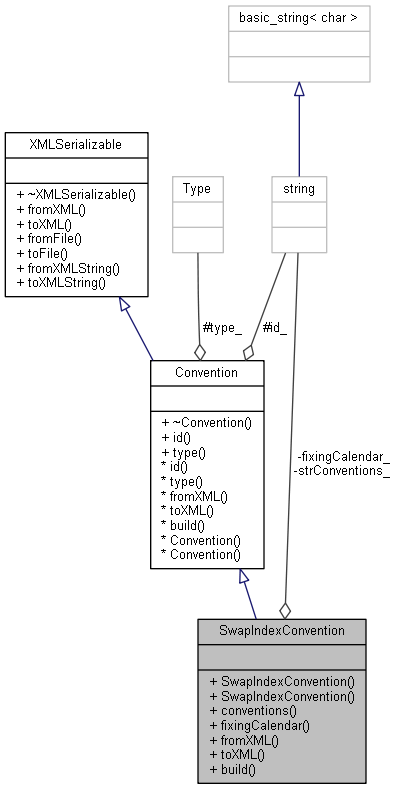 basic_string< char >
XMLSerializable
+ ~XMLSerializable()
+ fromXML()
+ toXML()
+ fromFile()
+ toFile()
+ fromXMLString()
+ toXMLString()
Type
string
#type_
#id_
Convention
+ ~Convention()
+ id()
+ type()
* id()
* type()
* fromXML()
* toXML()
* build()
* Convention()
* Convention()
-fixingCalendar_
-strConventions_
SwapIndexConvention
+ SwapIndexConvention()
+ SwapIndexConvention()
+ conventions()
+ fixingCalendar()
+ fromXML()
+ toXML()
+ build()